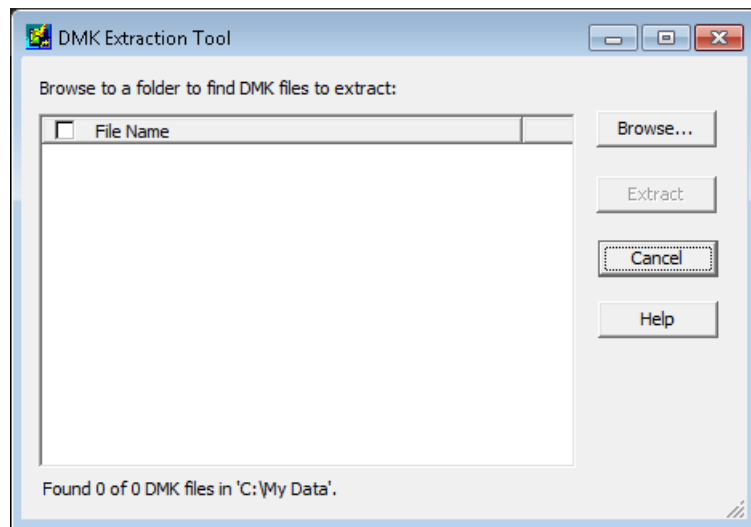 DMK Extraction Tool
Browse to a folder to find DMK files to extract:
File Name
Browse...
Extract
Cancel
Help
Found 0 of 0 DMK files in 'C:\My Data'.